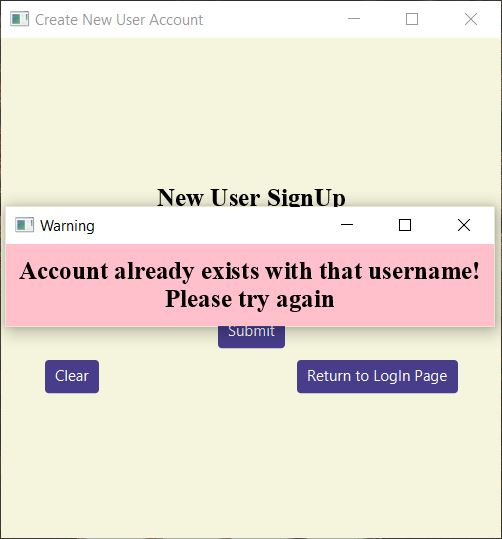 Create New User Account
New User SignUp
Warning
Account already exists with that username!
Please try again
Submit
Clear
Return to LogIn Page